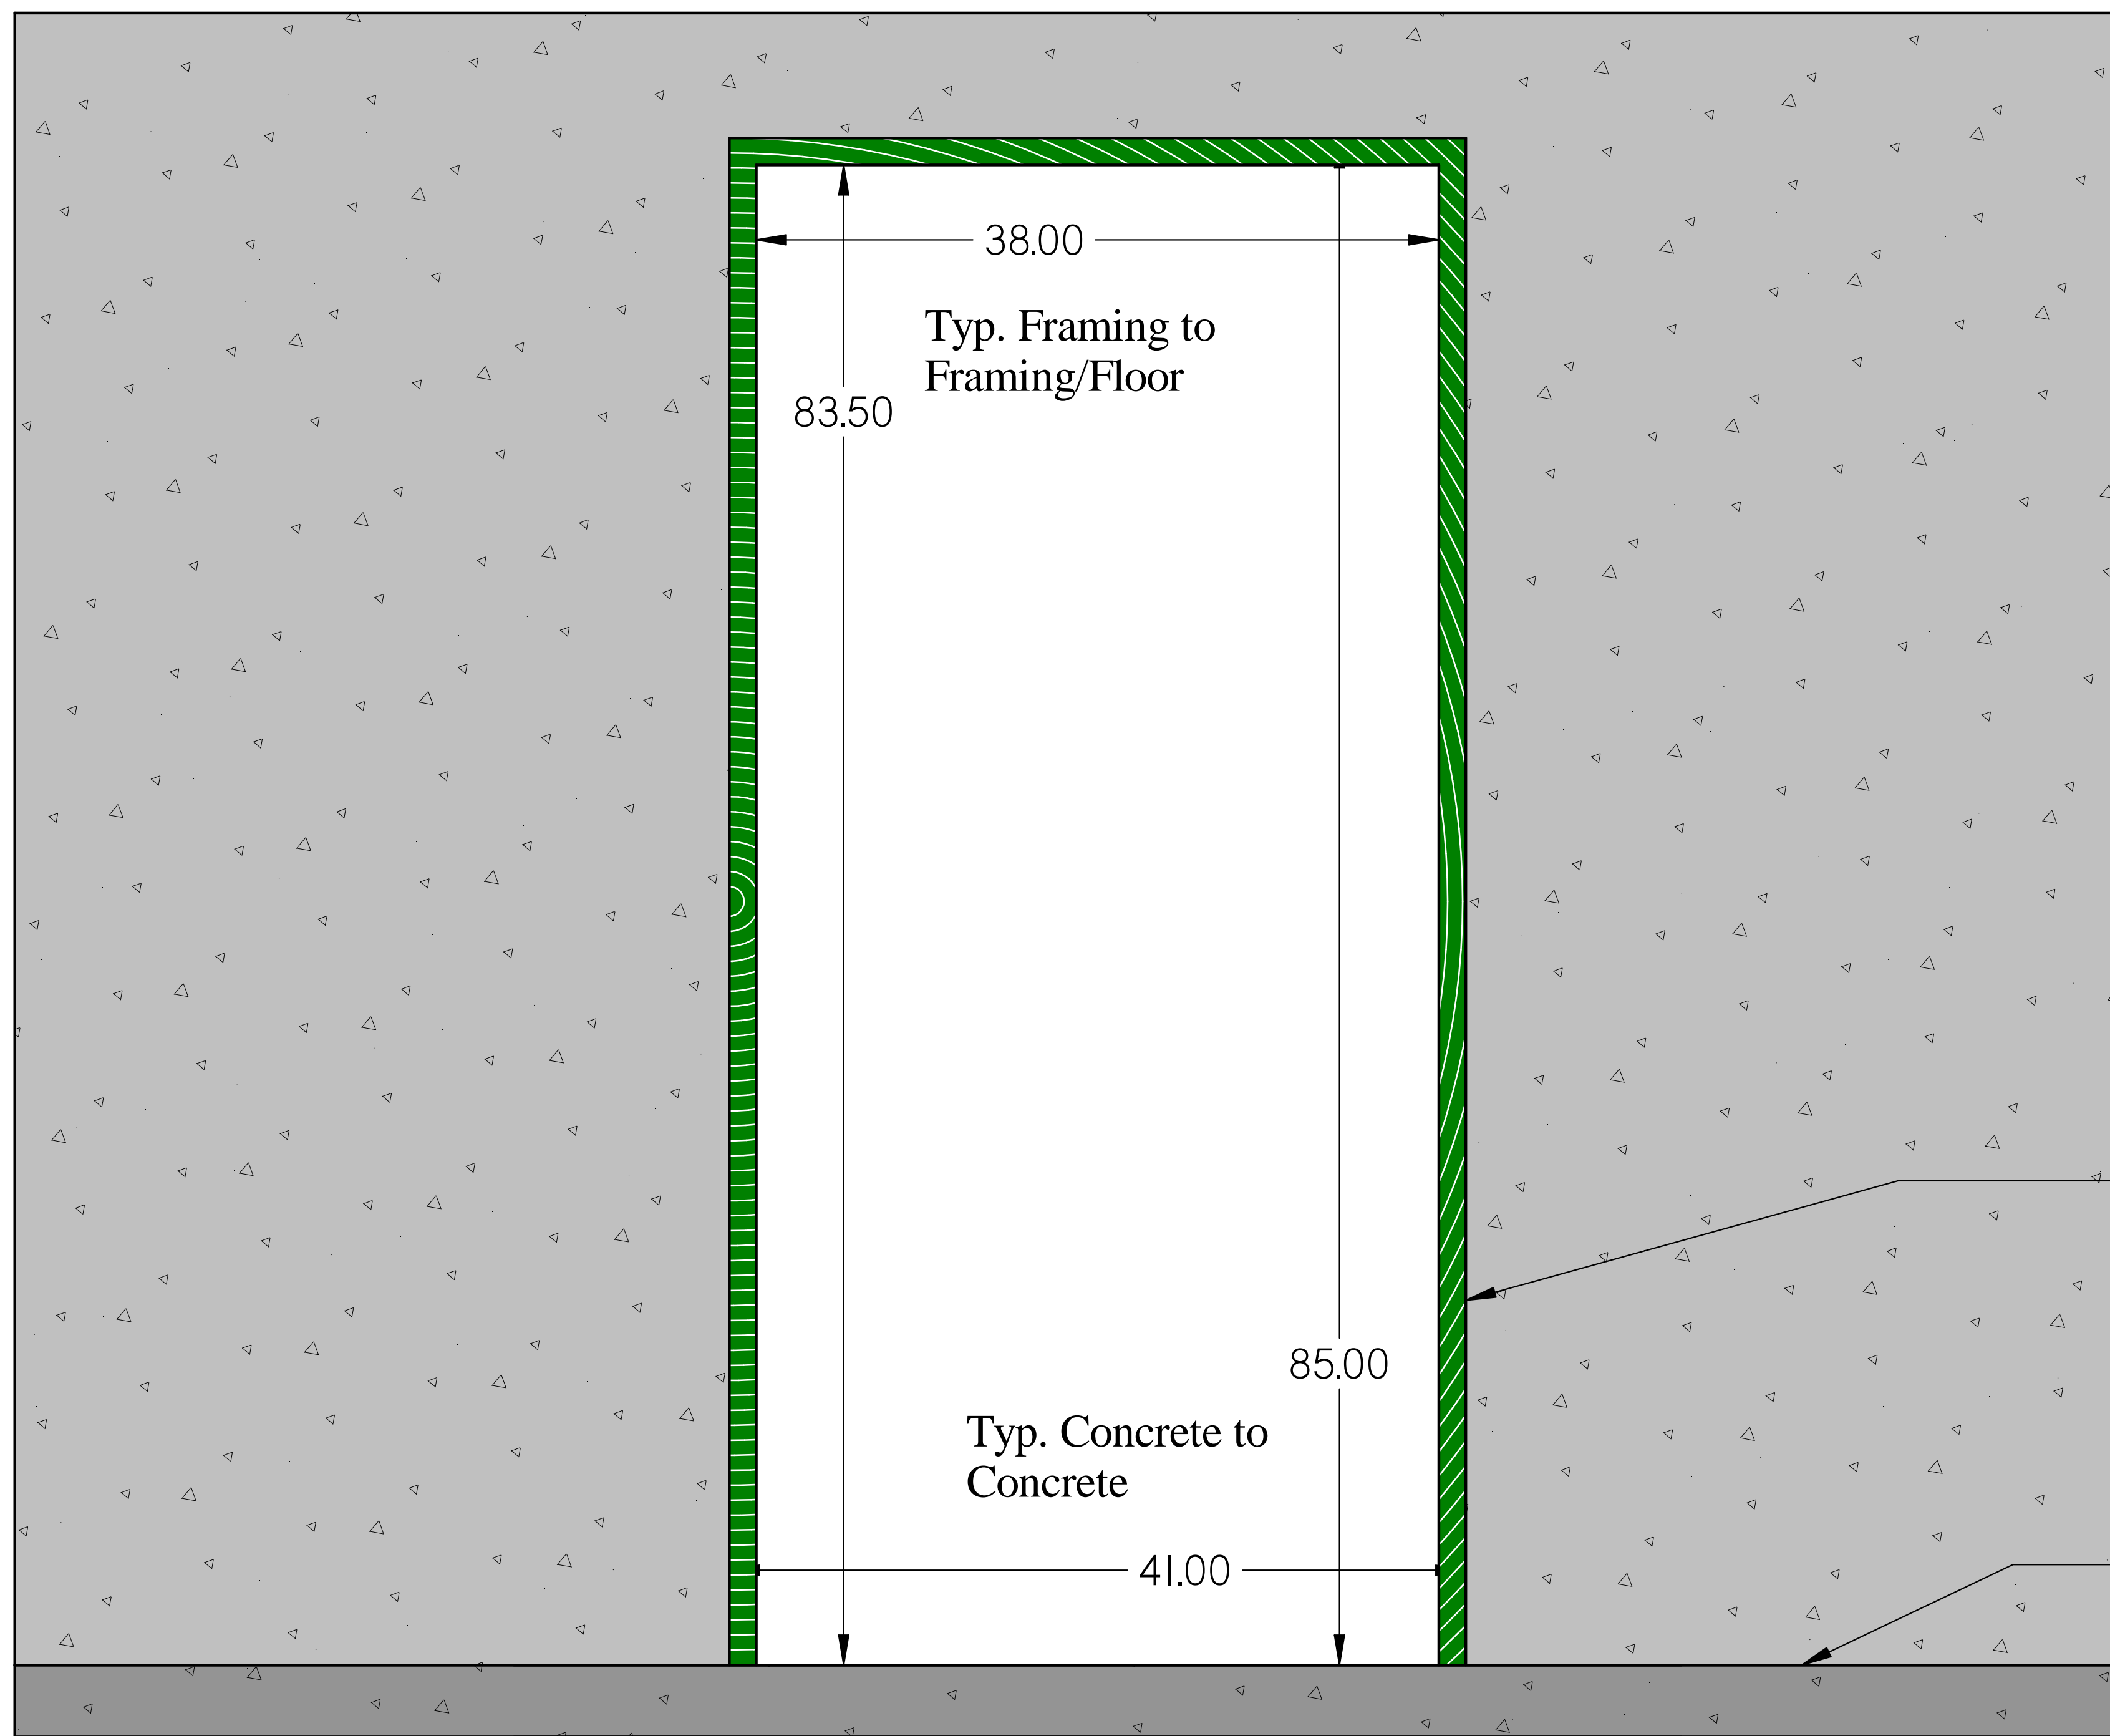 38.00
Typ. Framing to
Framing/Floor
83.50
85.00
Typ. Concrete to
Concrete
41.00